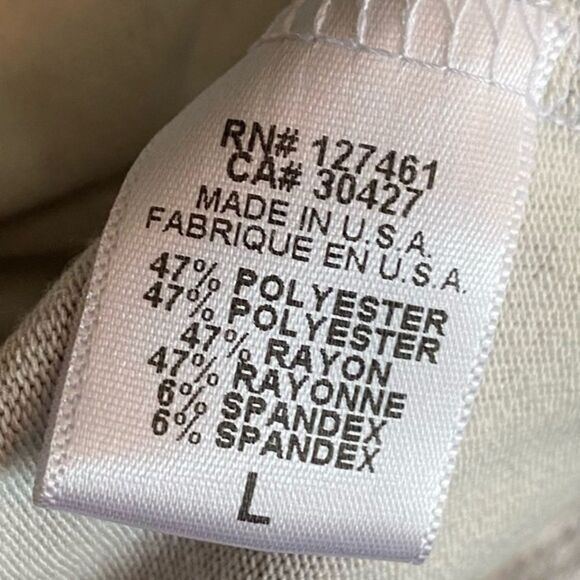 RN# 127461
CA# 30427
MADE IN U.S.A.
FABRIQUE EN U.S.A.
47% POLYESTER
47% POLYESTER
47% RAYON
47% RAYONNE
6% SPANDEX
6% SPANDEX
L